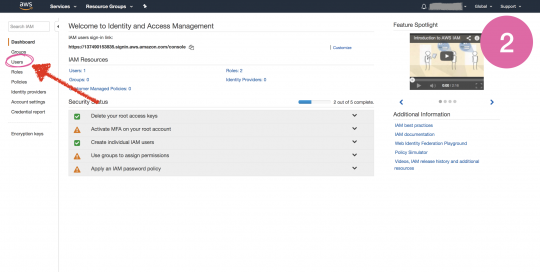 aws Services Resource Groups Global Support
Search IAM
Dashboard
Groups
Users
Roles
Policies
Identity providers
Account settings
Credential report
Encryption keys
Welcome to Identity and Access Management
IAM users sign in link:
https://137499153835.signin.aws.amazon.com/console | Customize
IAM Resources
Users: 1 Roles: 2
Groups: 0 Identity Providers: 0
Customer Managed Policies: 0
Security Status 2 out of 5 complete.
Delete your root access keys
Activate MFA on your root account
Create individual IAM users
Use groups to assign permissions
Apply an IAM password policy
Feature Spotlight
2
Introduction to AWS IAM
Additional Information
IAM best practices
IAM documentation
Web Identity Federation Playground
Policy Simulator
Videos, IAM release history and additional
resources